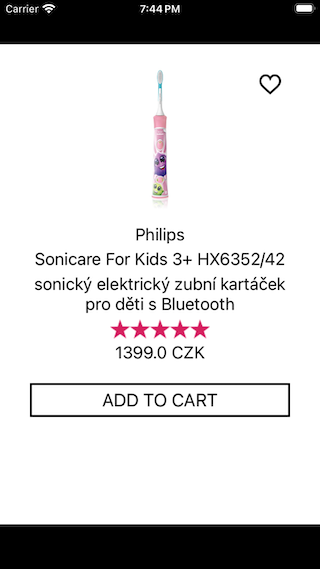 Carrier 7:44 PM
Philips
Sonicare For Kids 3+ HX6352/42
sonický elektrický zubní kartáček
pro děti s Bluetooth
1399.0 CZK
ADD TO CART